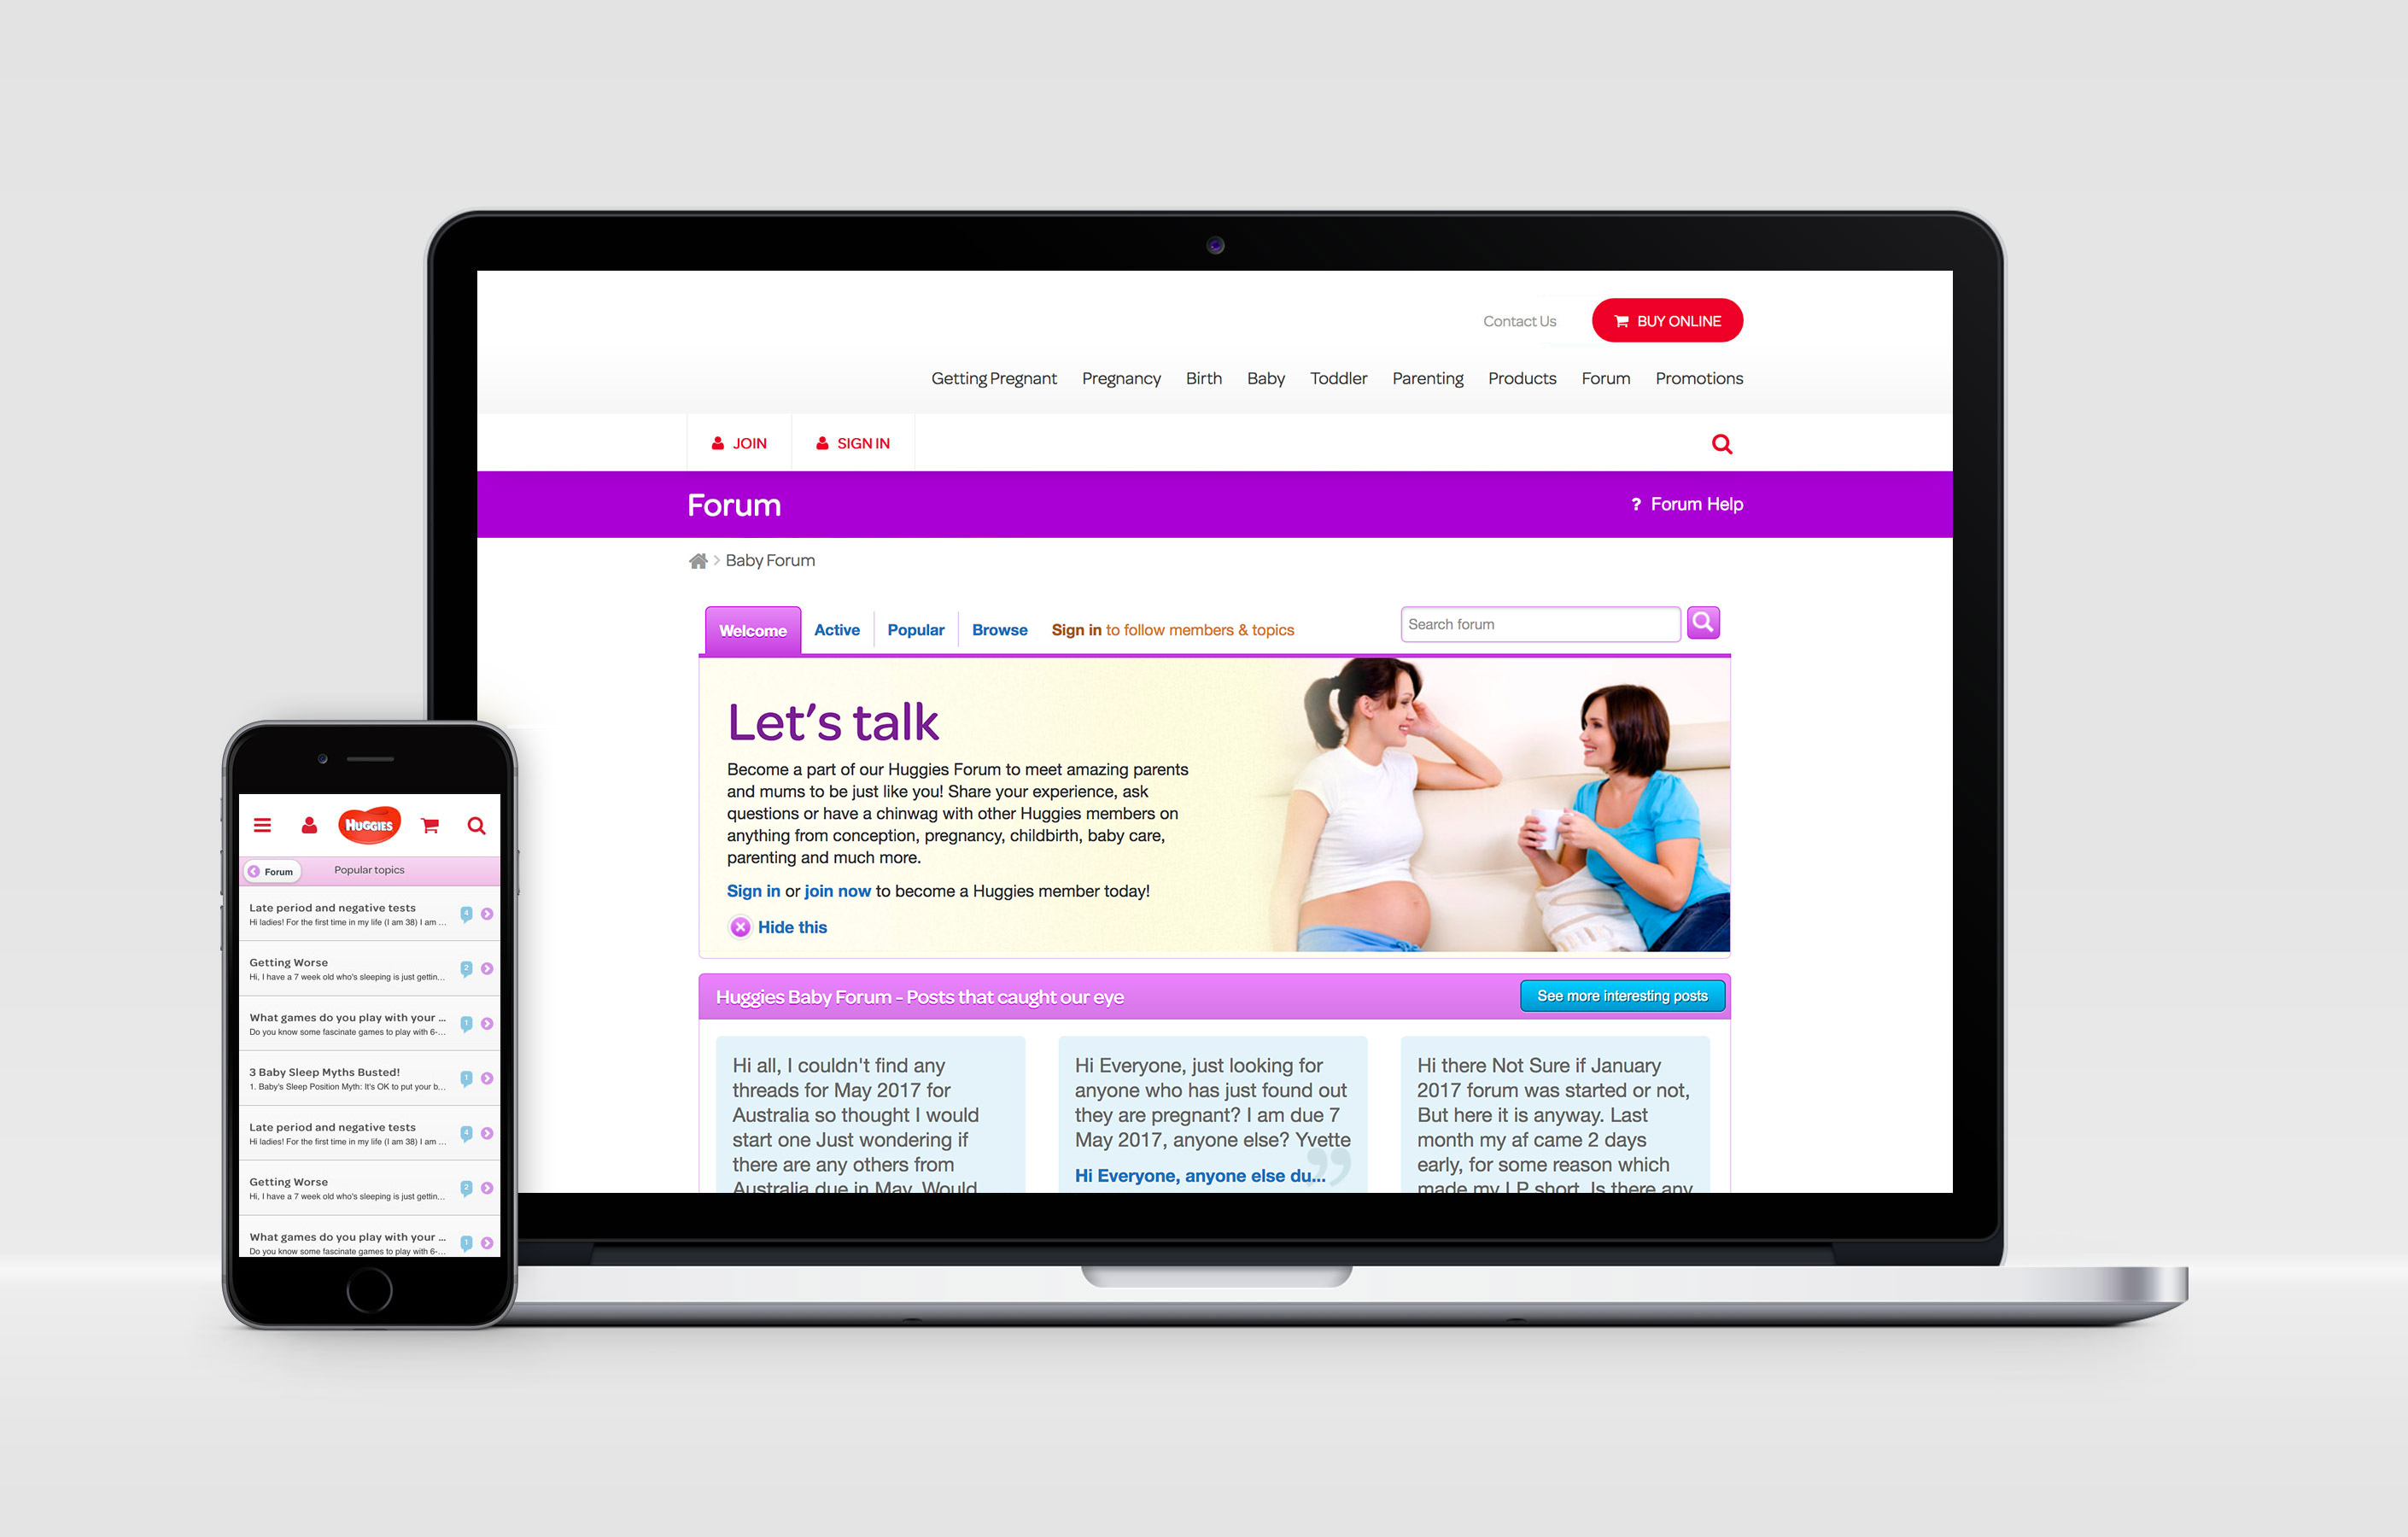 Contact Us
BUY ONLINE
Getting Pregnant Pregnancy Birth Baby Toddler Parenting Products Forum Promotions
JOIN SIGN IN
Forum
? Forum Help
Baby Forum
Welcome Active Popular Browse Sign in to follow members & topics
Search forum
Let's talk
Become a part of our Huggies Forum to meet amazing parents
and mums to be just like you! Share your experience, ask
questions or have a chinwag with other Huggies members on
anything from conception, pregnancy, childbirth, baby care,
parenting and much more.
Sign in or join now to become a Huggies member today!
Hide this
Huggies Baby Forum - Posts that caught our eye
See more interesting posts
Hi all, I couldn't find any
threads for May 2017 for
Australia so thought I would
start one Just wondering if
there are any others from
Australia due in May. Would
Hi Everyone, just looking for
anyone who has just found out
they are pregnant? I am due 7
May 2017, anyone else? Yvette
Hi Everyone, anyone else du...
Hi there Not Sure if January
2017 forum was started or not,
But here it is anyway. Last
month my af came 2 days
early, for some reason which
made my LP short. Is there any
HUGGIES
Forum
Popular topics
Late period and negative tests
Hi ladies! For the first time in my life (I am 38) I am ...
4
Getting Worse
Hi, I have a 7 week old who's sleeping is just gettin...
2
What games do you play with your ...
Do you know some fascinate games to play with 6-...
1
3 Baby Sleep Myths Busted!
1. Baby's Sleep Position Myth: It's OK to put your b...
1
Late period and negative tests
Hi ladies! For the first time in my life (I am 38) I am ...
4
Getting Worse
Hi, I have a 7 week old who's sleeping is just gettin...
2
What games do you play with your ...
Do you know some fascinate games to play with 6-...
1